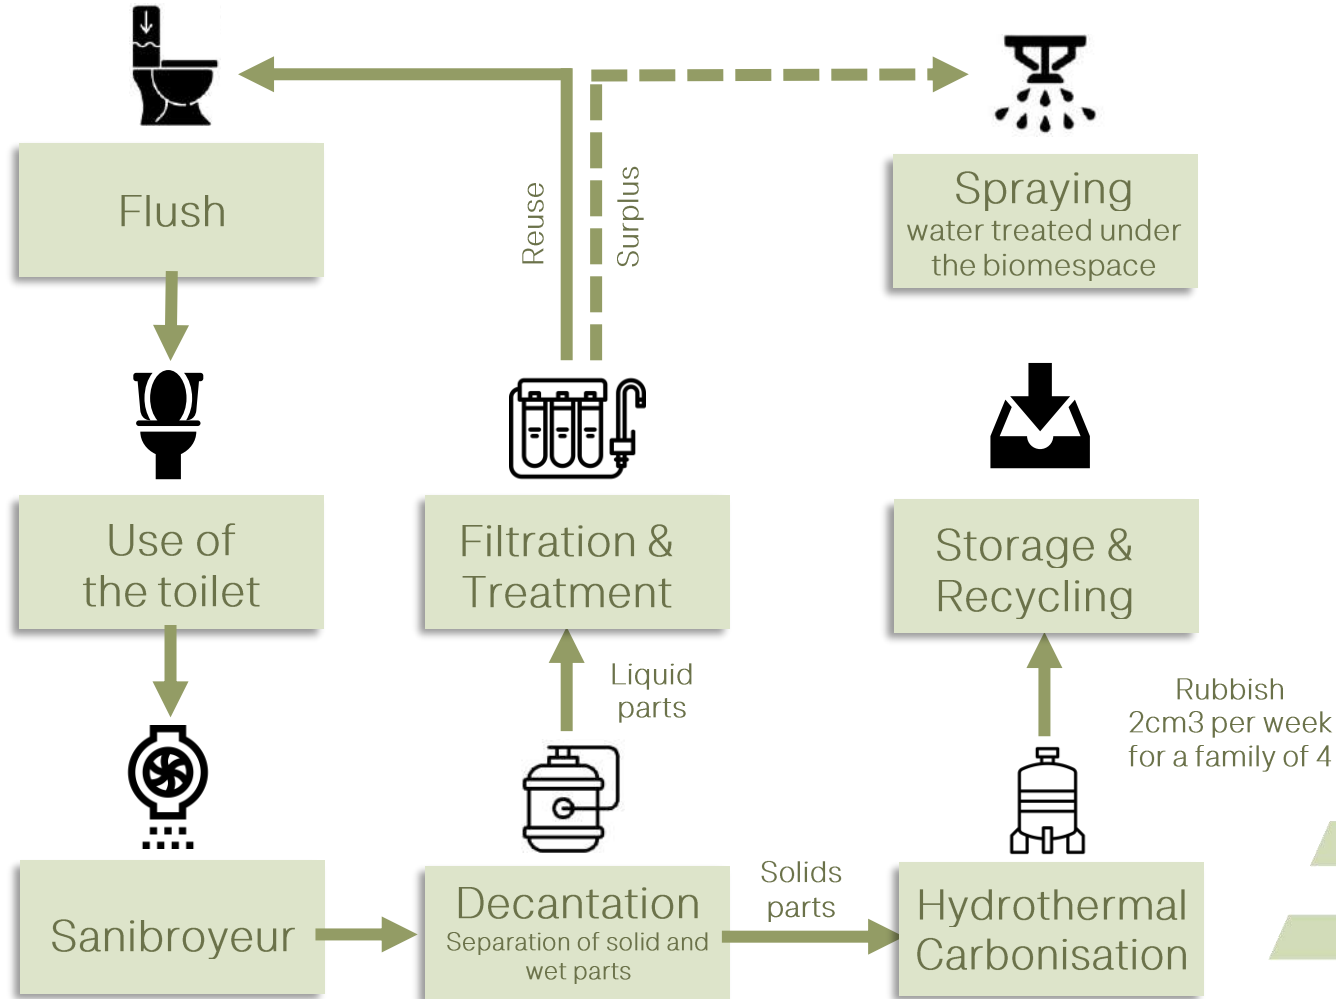 Flush
Reuse
Surplus
Spraying
water treated under
the biomespace
Use of
the toilet
Filtration &
Treatment
Storage &
Recycling
Liquid
parts
Rubbish
2cm3 per week
for a family of 4
Sanibroyeur
Decantation
Separation of solid and
wet parts
Solids
parts
Hydrothermal
Carbonisation